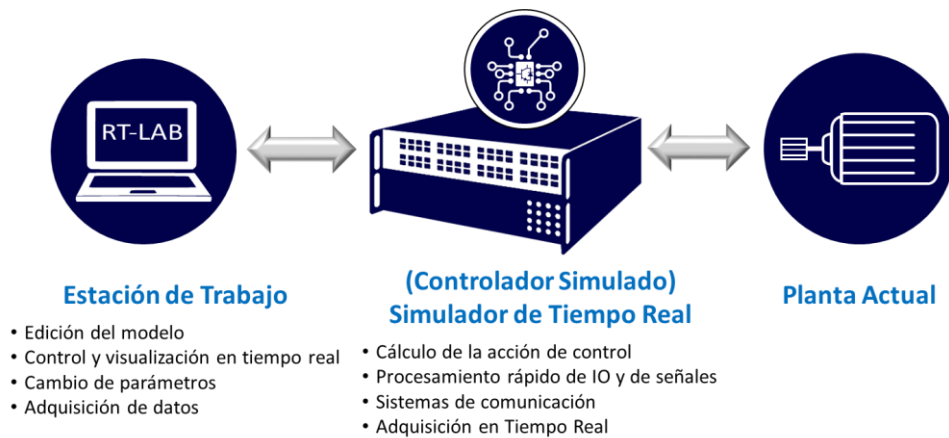 RT-LAB
Estación de Trabajo
• Edición del modelo
• Control y visualización en tiempo real
• Cambio de parámetros
• Adquisición de datos
(Controlador Simulado)
Simulador de Tiempo Real
• Cálculo de la acción de control
• Procesamiento rápido de IO y de señales
• Sistemas de comunicación
• Adquisición en Tiempo Real
Planta Actual